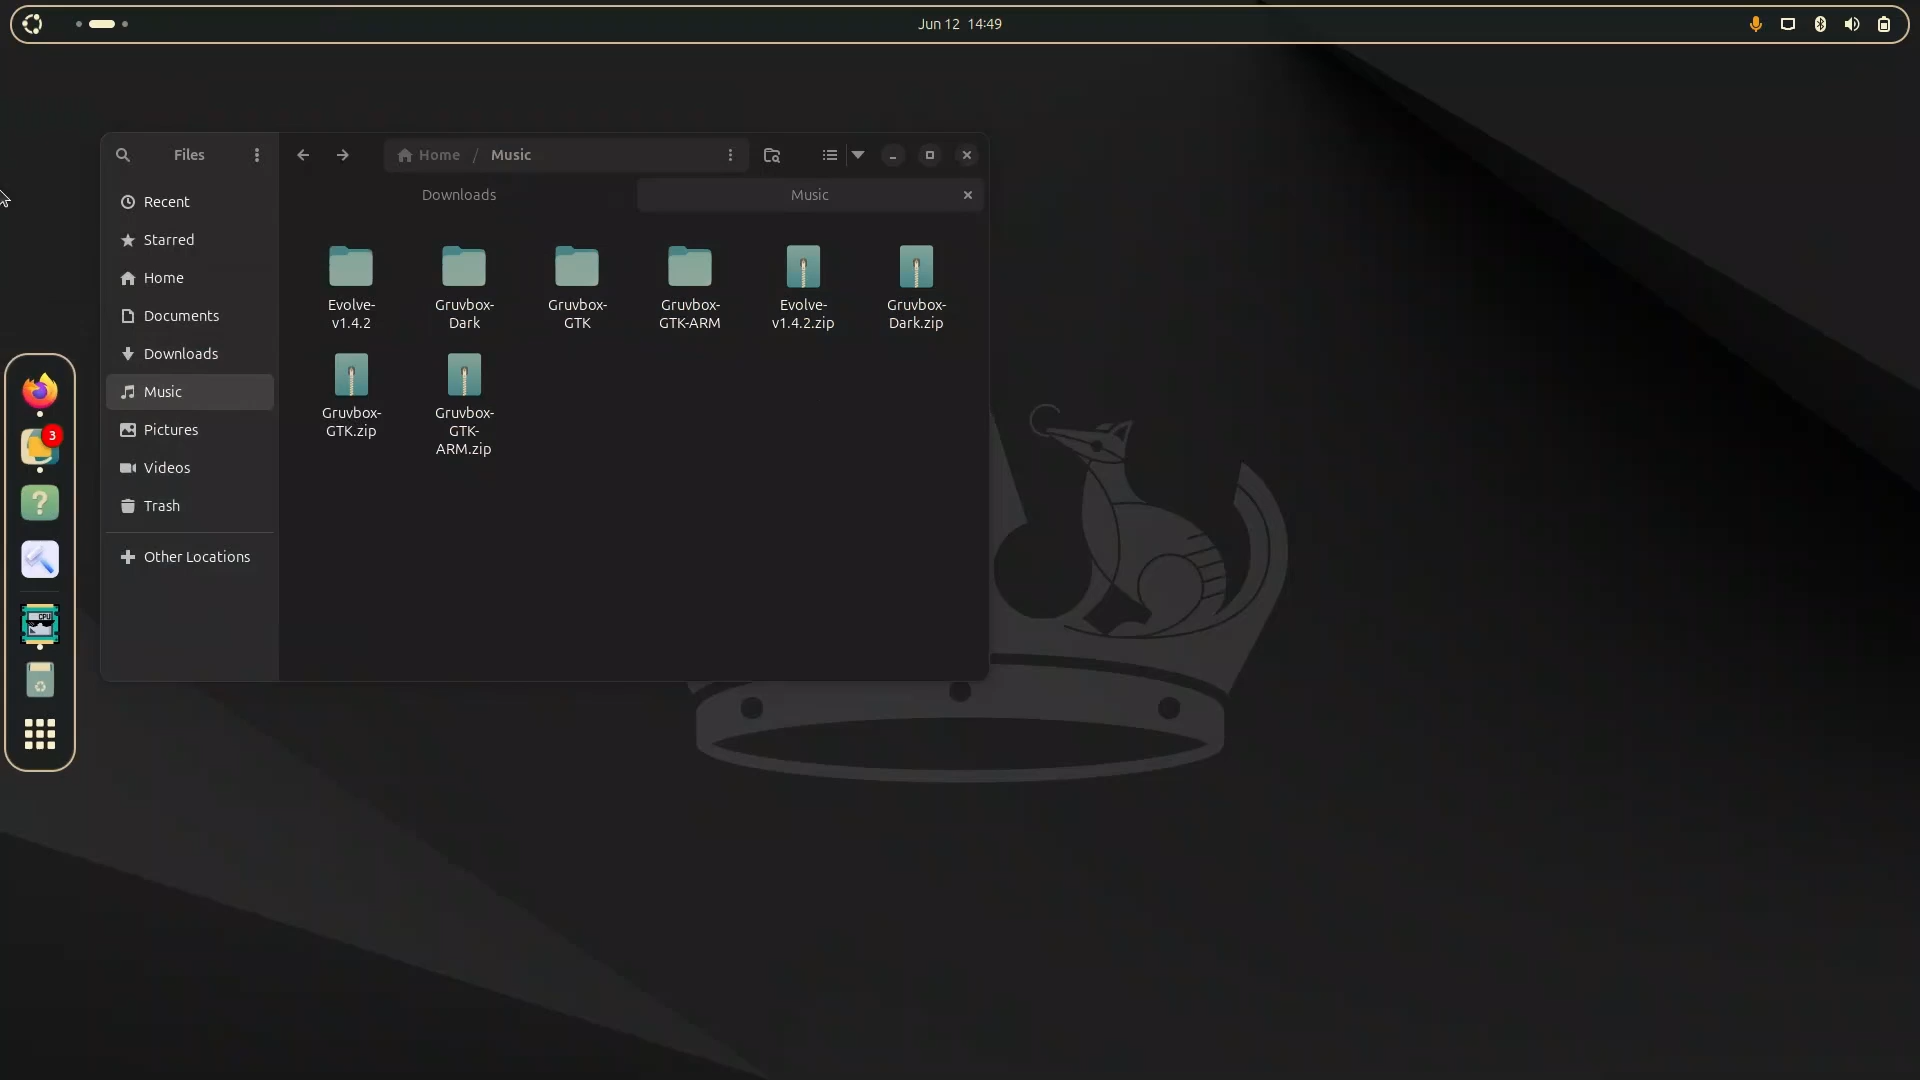 Jun 12 14:49
Files
Home / Music
Downloads
Music
Recent
Starred
Home
Documents
Downloads
Music
Pictures
Videos
Trash
Other Locations
Evolve-
v1.4.2
Gruvbox-
Dark
Gruvbox-
GTK
Gruvbox-
GTK-ARM
Evolve-
v1.4.2.zip
Gruvbox-
Dark.zip
Gruvbox-
GTK.zip
Gruvbox-
GTK-
ARM.zip
3
?
CPU